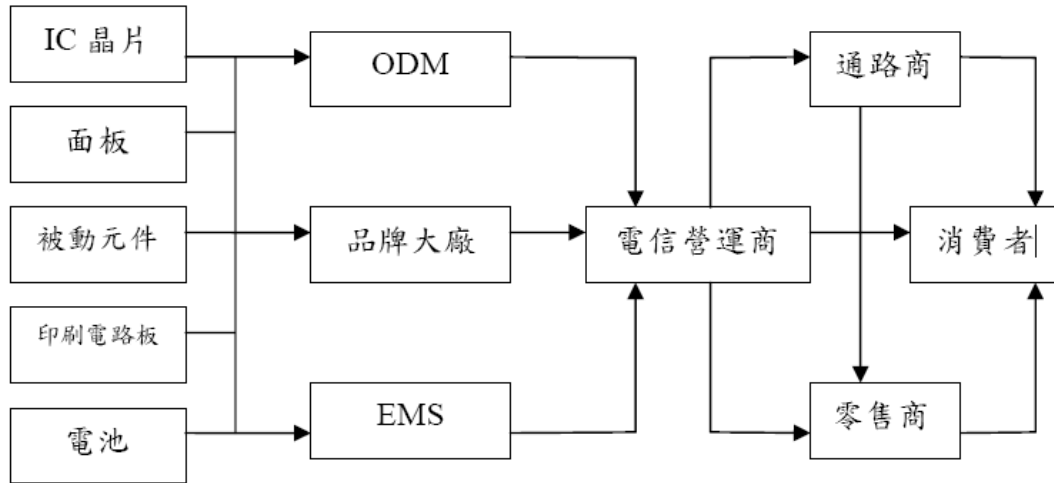 IC 晶片
面板
被動元件
印刷電路板
電池
ODM
品牌大廠
EMS
電信營運商
通路商
零售商
消費者